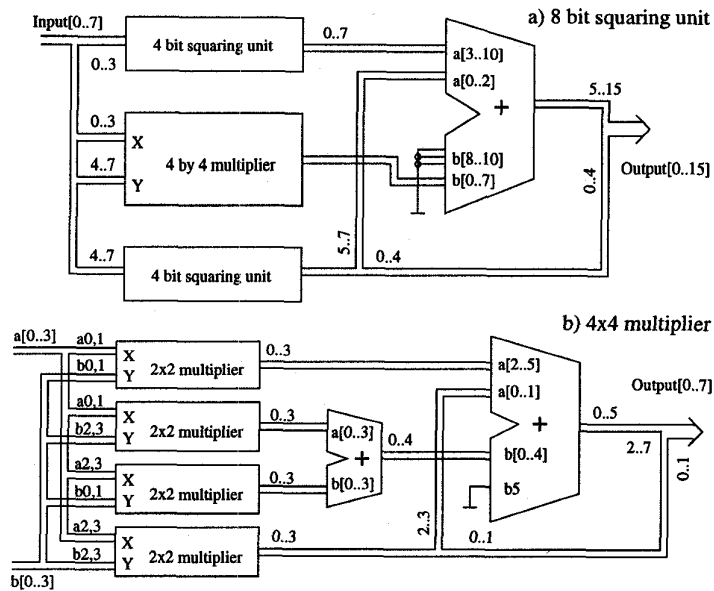 a) 8 bit squaring unit
Input[0..7]
0..3
4 bit squaring unit
0..7
a[3..10]
a[0..2]
+
5..15
0..3
X
4..7
Y
4 by 4 multiplier
b[8..10]
b[0..7]
0..4
Output[0..15]
4..7
4 bit squaring unit
5..7
0..4
b) 4x4 multiplier
a[0..3]
a0,1
b0,1
X
Y
2x2 multiplier
0..3
a[2..5]
a[0..1]
+
Output[0..7]
a0,1
b2,3
X
Y
2x2 multiplier
0..3
a[0..3]
+
b[0..3]
0..4
b[0..4]
b5
0..5
2..7
0..1
a2,3
b0,1
X
Y
2x2 multiplier
0..3
a2,3
b2,3
X
Y
2x2 multiplier
0..3
2..3
0..1
b[0..3]